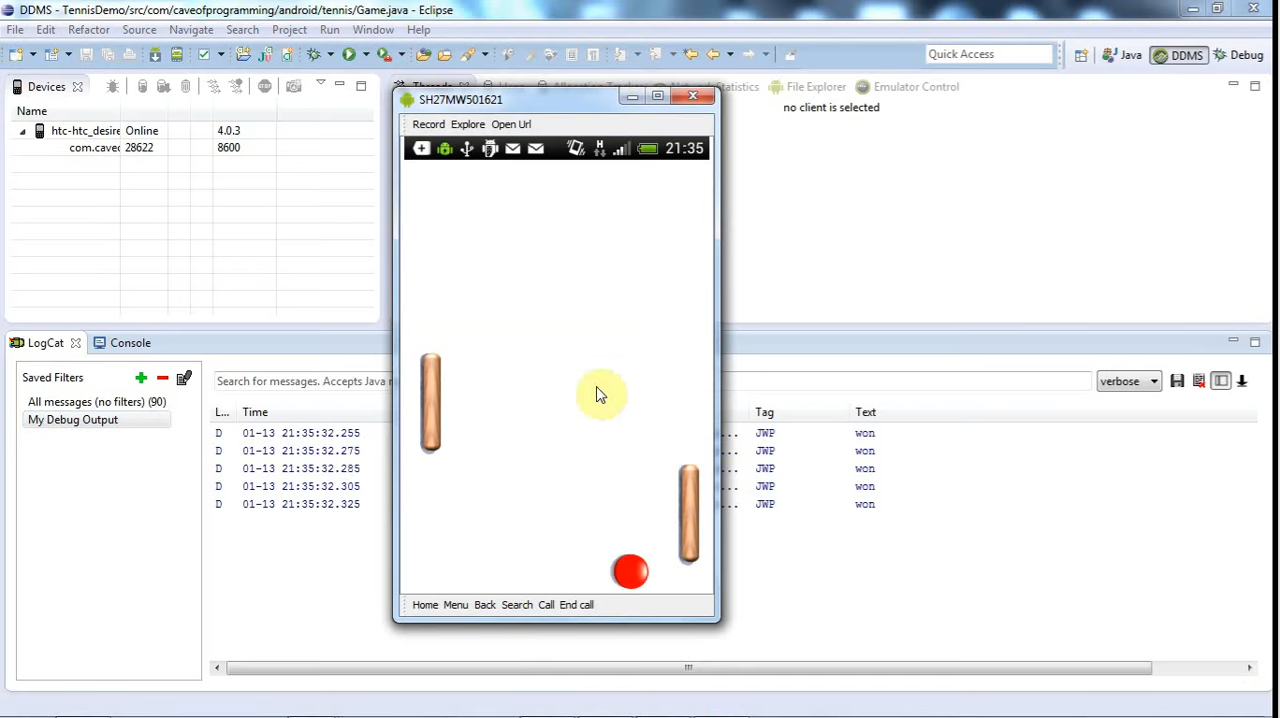 DDMS - TennisDemo/src/com/caveofprogramming/android/tennis/Game.java - Eclipse
File Edit Refactor Source Navigate Search Project Run Window Help
Quick Access Java DDMS Debug
Devices Statistics File Explorer Emulator Control
Name
no client is selected
htc-htc_desire Online 4.0.3
com.cavec 28622 8600
SH27MW501621
Record Explore Open Url
21:35
Home Menu Back Search Call End call
LogCat Console
Saved Filters
Search for messages. Accepts Java r verbose
All messages (no filters) (90)
My Debug Output
L... Time Tag Text
D 01-13 21:35:32.255 ... JWP won
D 01-13 21:35:32.275 ... JWP won
D 01-13 21:35:32.285 ... JWP won
D 01-13 21:35:32.305 ... JWP won
D 01-13 21:35:32.325 ... JWP won